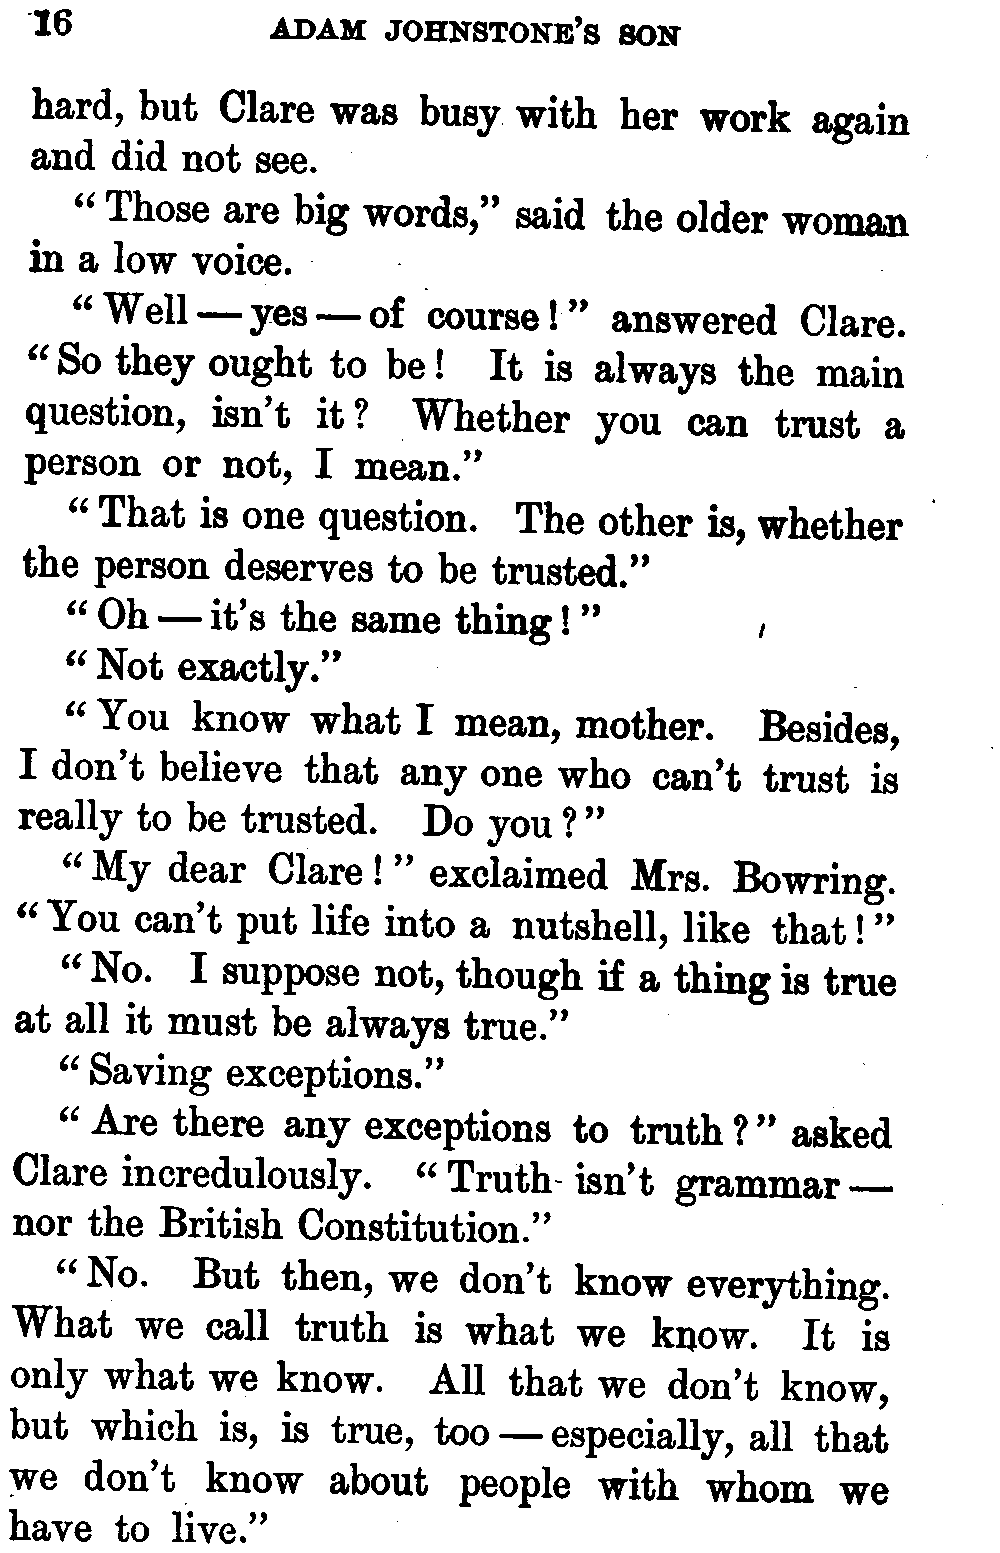 16 ADAM JOHNSTONE'S SON
hard, but Clare was busy with her work again
and did not see.
“Those are big words,” said the older woman
in a low voice.
“Well — yes — of course!” answered Clare.
“So they ought to be! It is always the main
question, isn't it? Whether you can trust a
person or not, I mean.”
“That is one question. The other is, whether
the person deserves to be trusted.”
“Oh — it's the same thing!”
“Not exactly.”
“You know what I mean, mother. Besides,
I don't believe that any one who can't trust is
really to be trusted. Do you?”
“My dear Clare!” exclaimed Mrs. Bowring.
“You can't put life into a nutshell, like that!”
“No. I suppose not, though if a thing is true
at all it must be always true.”
“Saving exceptions.”
“Are there any exceptions to truth?” asked
Clare incredulously. “Truth isn't grammar —
nor the British Constitution.”
“No. But then, we don't know everything.
What we call truth is what we know. It is
only what we know. All that we don't know,
but which is, is true, too — especially, all that
we don't know about people with whom we
have to live.”